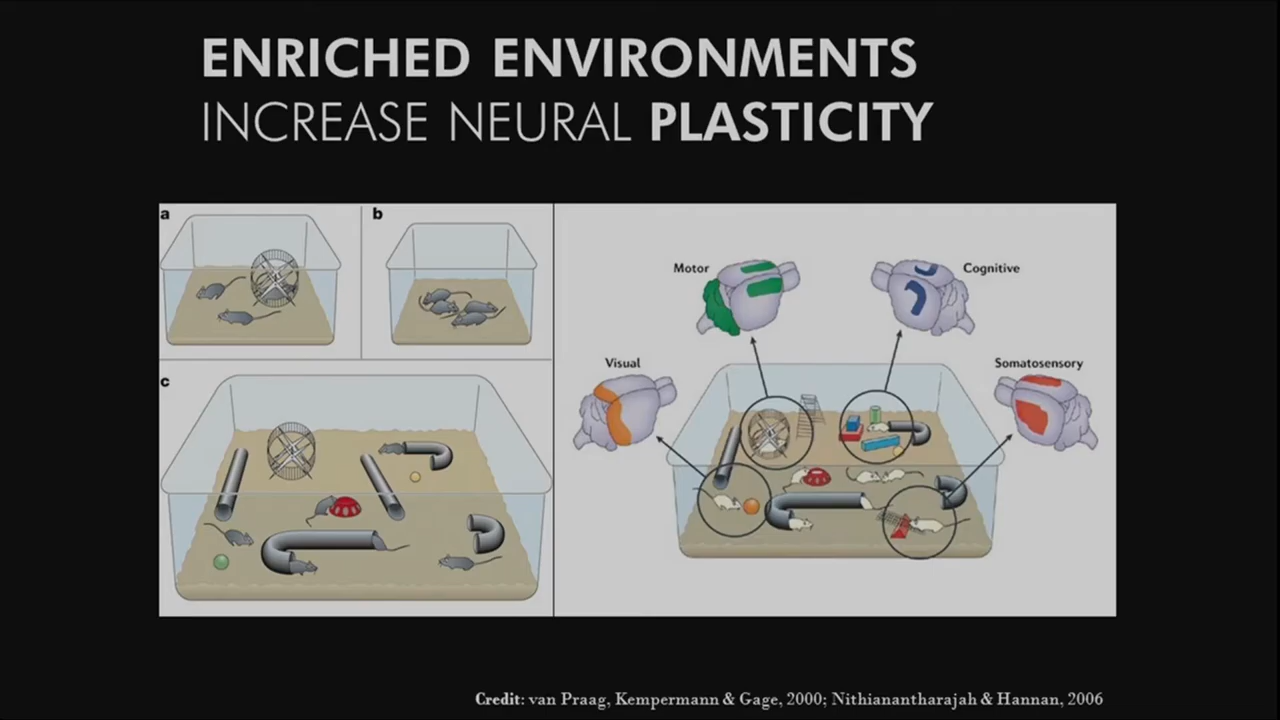 ENRICHED ENVIRONMENTS
INCREASE NEURAL PLASTICITY
a
b
c
Motor
Cognitive
Visual
Somatosensory
Credit: van Praag, Kempermann & Gage, 2000; Nithianantharajah & Hannan, 2006